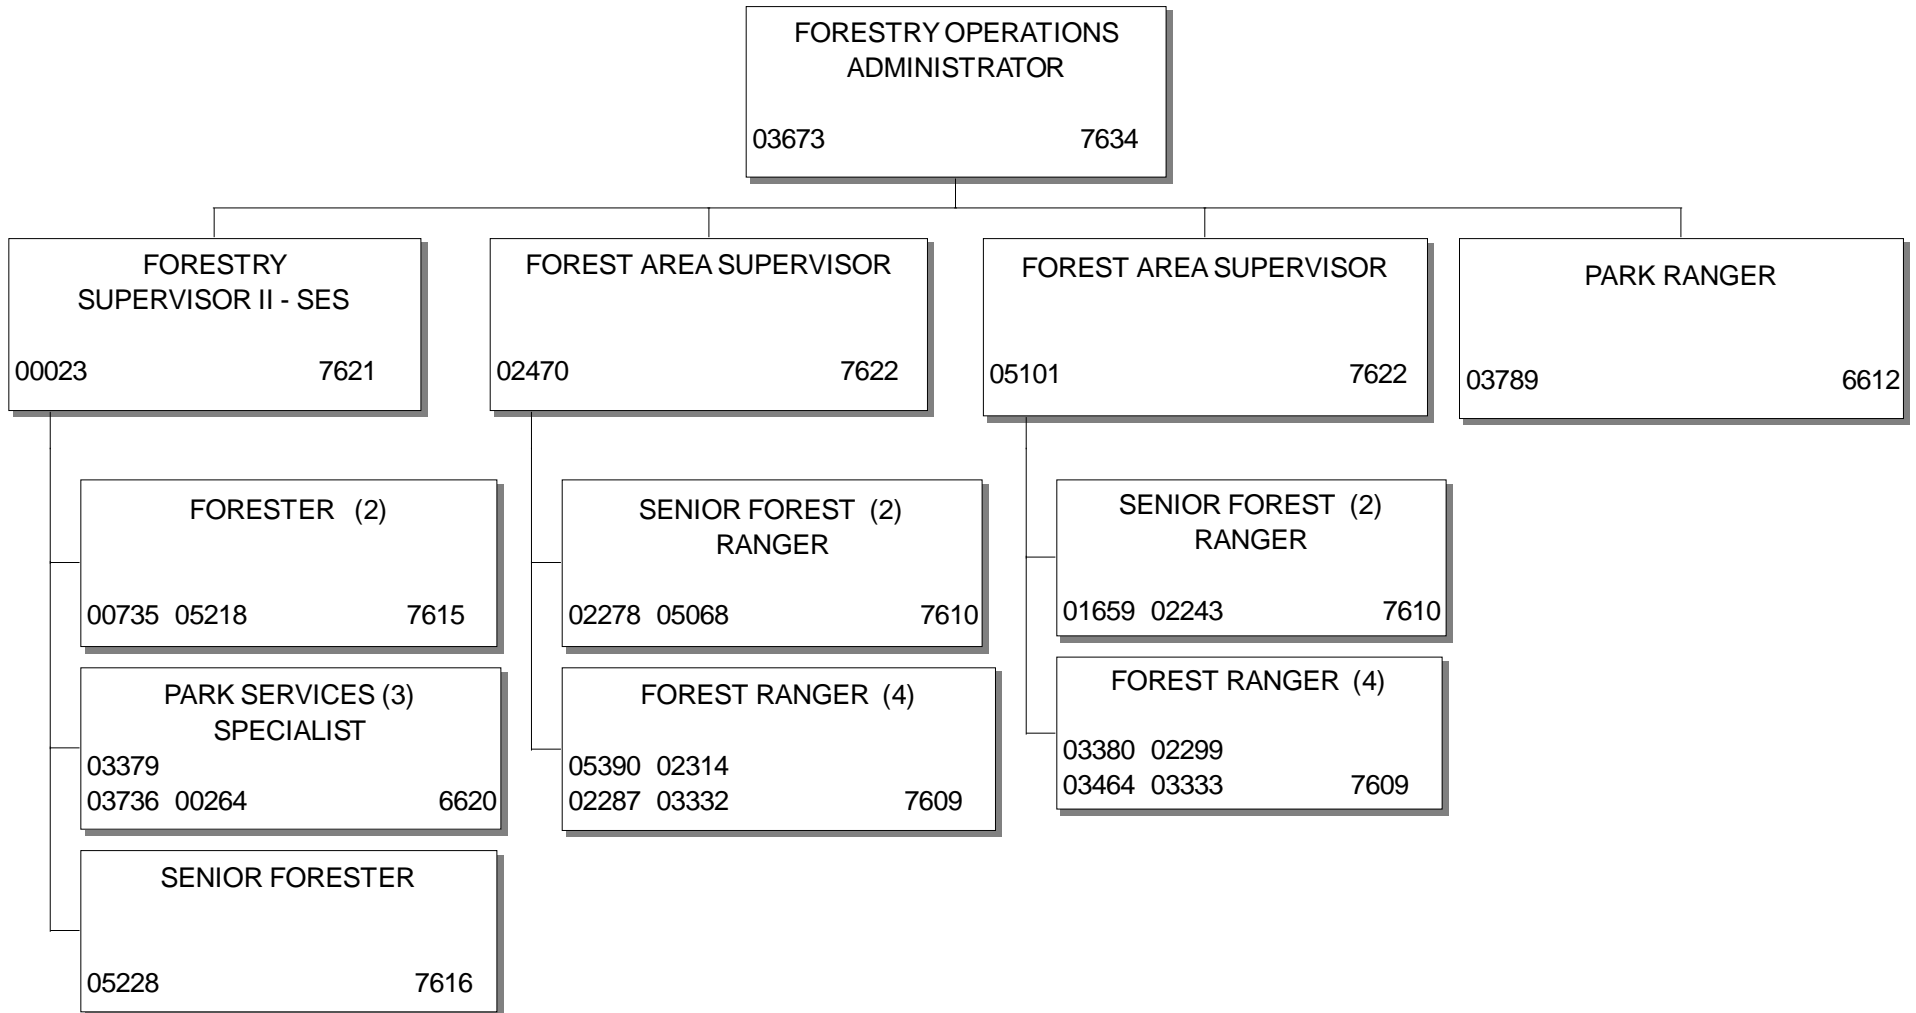 FORESTRY OPERATIONS
ADMINISTRATOR
03673 7634
FORESTRY
SUPERVISOR II - SES
00023 7621
FOREST AREA SUPERVISOR
02470 7622
FOREST AREA SUPERVISOR
05101 7622
PARK RANGER
03789 6612
FORESTER (2)
00735 05218 7615
PARK SERVICES (3)
SPECIALIST
03379
03736 00264 6620
SENIOR FORESTER
05228 7616
SENIOR FOREST (2)
RANGER
02278 05068 7610
FOREST RANGER (4)
05390 02314
02287 03332 7609
SENIOR FOREST (2)
RANGER
01659 02243 7610
FOREST RANGER (4)
03380 02299
03464 03333 7609